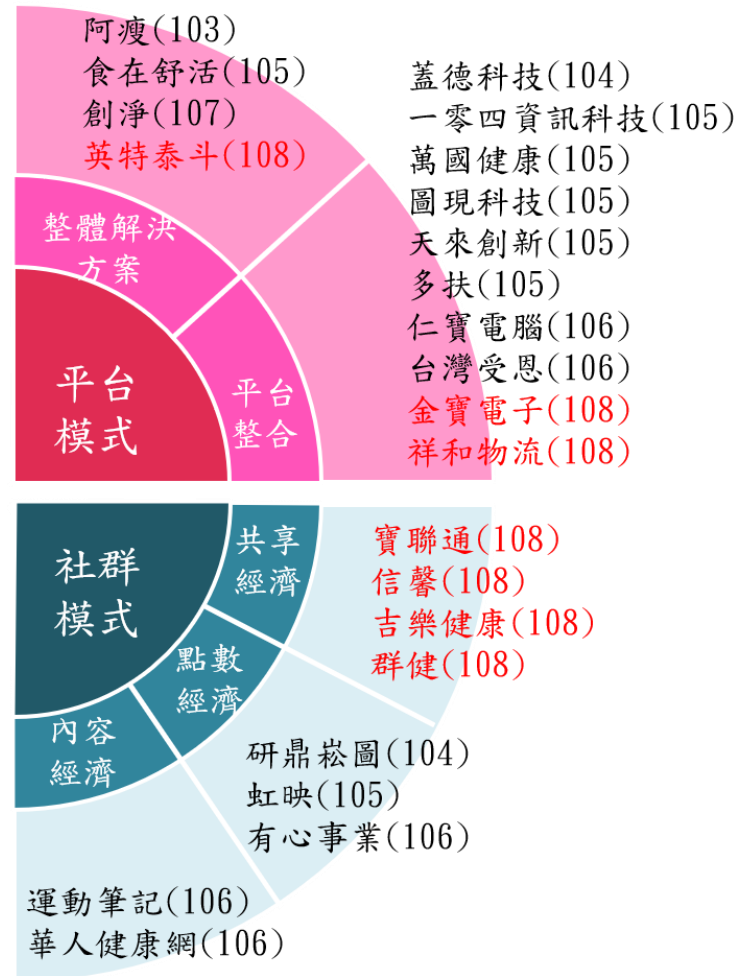 阿瘦(103)
食在舒活(105)
創淨(107)
英特泰斗(108)
整體解決
方案
平台
模式
平台
整合
蓋德科技(104)
一零四資訊科技(105)
萬國健康(105)
圖現科技(105)
天來創新(105)
多扶(105)
仁寶電腦(106)
台灣受恩(106)
金寶電子(108)
祥和物流(108)
社群
模式
共享
經濟
寶聯通(108)
信馨(108)
吉樂健康(108)
群健(108)
點數
經濟
研鼎崧圖(104)
虹映(105)
有心事業(106)
內容
經濟
運動筆記(106)
華人健康網(106)